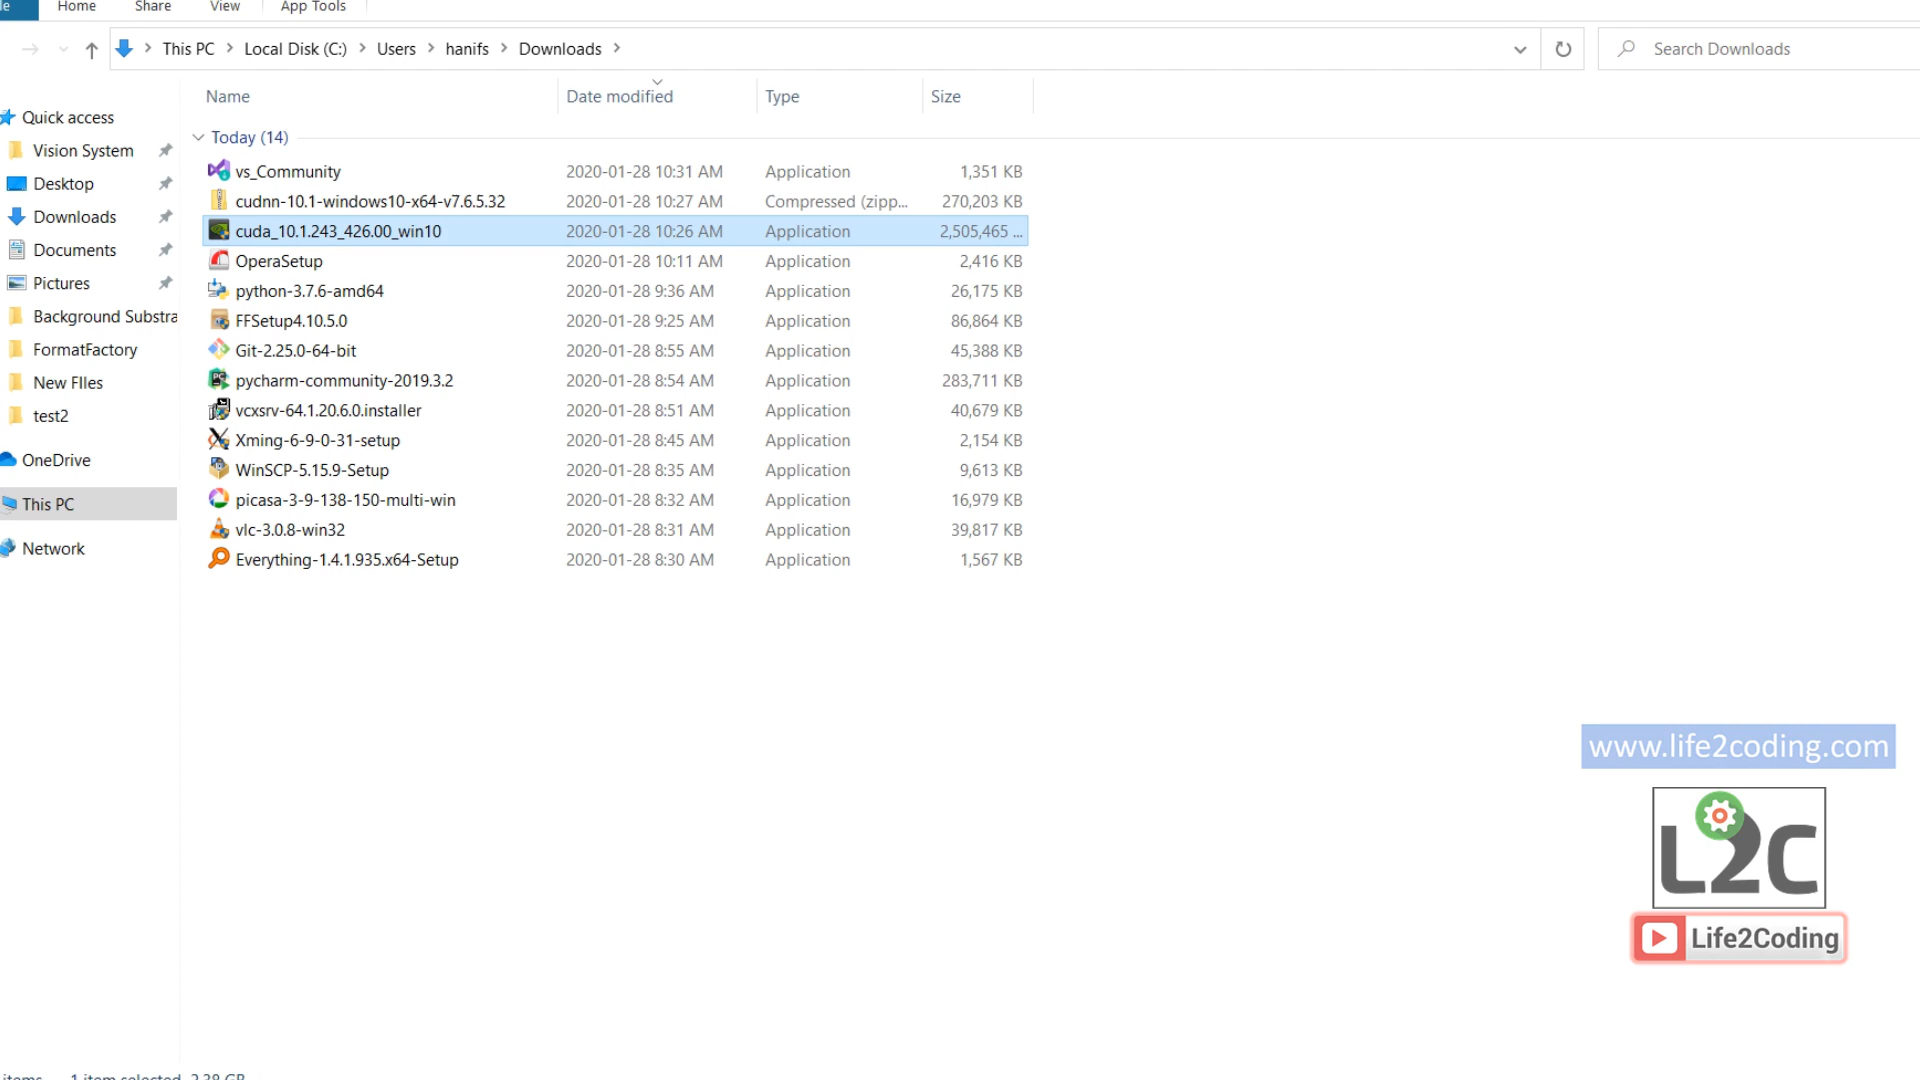 le Home Share View App Tools
This PC Local Disk (C:) Users hanifs Downloads Search Downloads
Name Date modified Type Size
Quick access
Vision System
Desktop
Downloads
Documents
Pictures
Background Substra
FormatFactory
New FIles
test2
OneDrive
This PC
Network
Today (14)
vs_Community 2020-01-28 10:31 AM Application 1,351 KB
cudnn-10.1-windows10-x64-v7.6.5.32 2020-01-28 10:27 AM Compressed (zipp... 270,203 KB
cuda_10.1.243_426.00_win10 2020-01-28 10:26 AM Application 2,505,465 ...
OperaSetup 2020-01-28 10:11 AM Application 2,416 KB
python-3.7.6-amd64 2020-01-28 9:36 AM Application 26,175 KB
FFSetup4.10.5.0 2020-01-28 9:25 AM Application 86,864 KB
Git-2.25.0-64-bit 2020-01-28 8:55 AM Application 45,388 KB
pycharm-community-2019.3.2 2020-01-28 8:54 AM Application 283,711 KB
vcxsrv-64.1.20.6.0.installer 2020-01-28 8:51 AM Application 40,679 KB
Xming-6-9-0-31-setup 2020-01-28 8:45 AM Application 2,154 KB
WinSCP-5.15.9-Setup 2020-01-28 8:35 AM Application 9,613 KB
picasa-3-9-138-150-multi-win 2020-01-28 8:32 AM Application 16,979 KB
vlc-3.0.8-win32 2020-01-28 8:31 AM Application 39,817 KB
Everything-1.4.1.935.x64-Setup 2020-01-28 8:30 AM Application 1,567 KB
www.life2coding.com
L2C
Life2Coding
items 1 item selected 2.38 GB